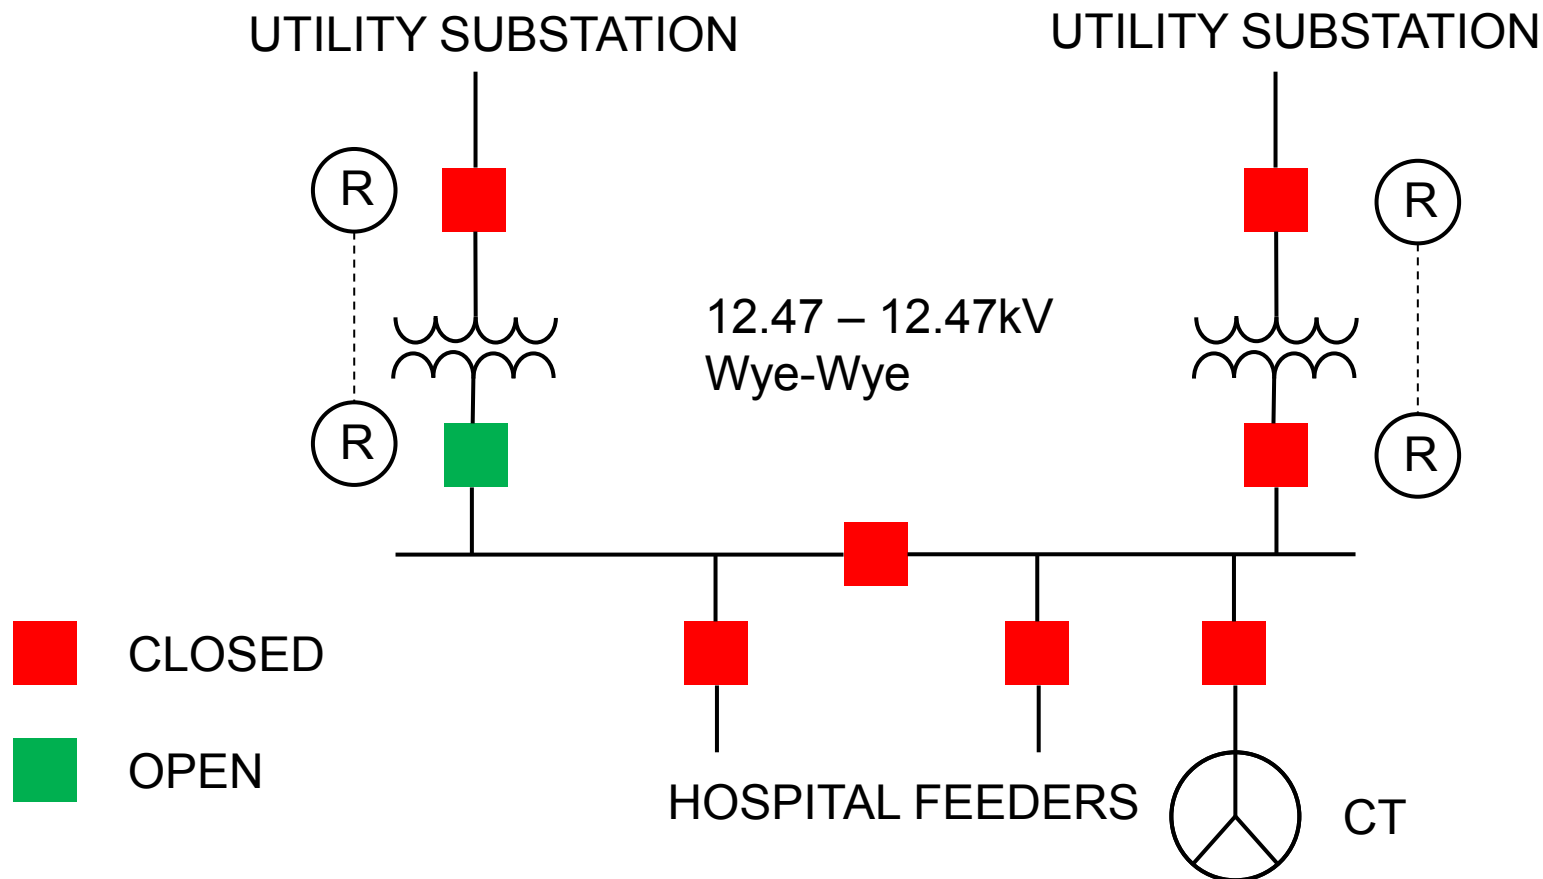 UTILITY SUBSTATION
UTILITY SUBSTATION
R
R
12.47 – 12.47kV
Wye-Wye
R
R
CLOSED
OPEN
HOSPITAL FEEDERS
CT